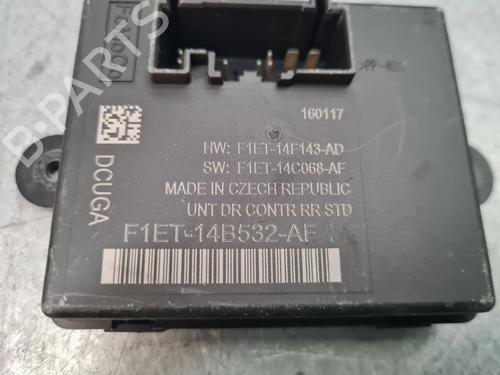 FoMoCo
160117
HW: F1ET-14F143-AD
SW: F1ET-14C068-AF
MADE IN CZECH REPUBLIC
UNT DR CONTR RR STD
F1ET-14B532-AF
DCUGA
B-PARTS